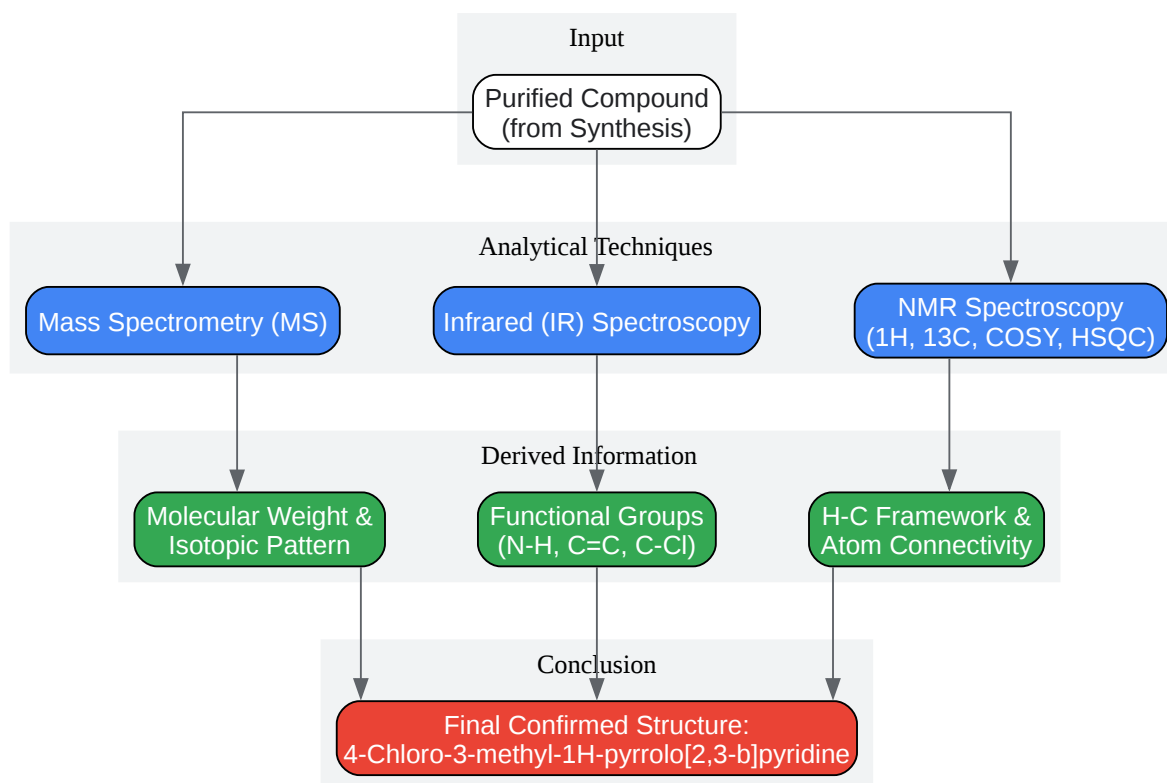 Input
Purified Compound
(from Synthesis)
Analytical Techniques
Mass Spectrometry (MS)
Infrared (IR) Spectroscopy
NMR Spectroscopy
(1H, 13C, COSY, HSQC)
Derived Information
Molecular Weight &
Isotopic Pattern
Functional Groups
(N-H, C=C, C-Cl)
H-C Framework &
Atom Connectivity
Conclusion
Final Confirmed Structure:
4-Chloro-3-methyl-1H-pyrrolo[2,3-b]pyridine